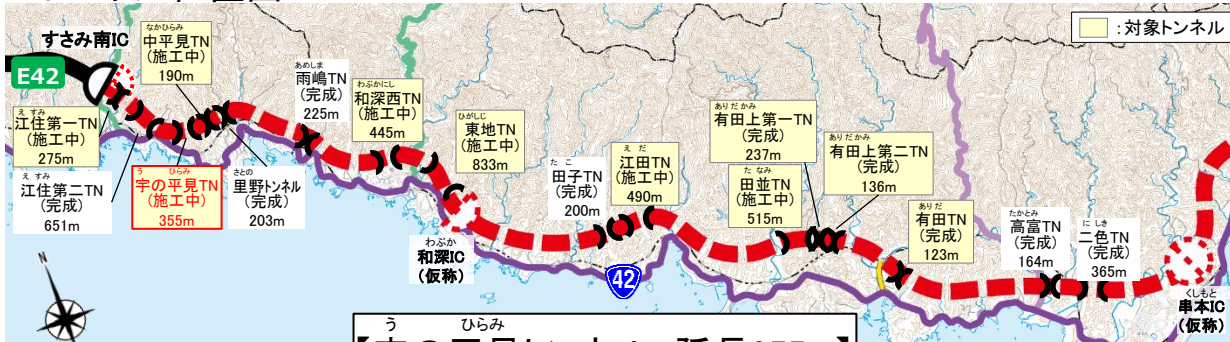 :対象トンネル
すさみ南IC
E42
なかひらみ
中平見TN
(施工中)
190m
えすみ
江住第一TN
(施工中)
275m
えすみ
江住第二TN
(完成)
651m
う ひらみ
宇の平見TN
(施工中)
355m
さとの
里野トンネル
(完成)
203m
あめしま
雨嶋TN
(完成)
225m
わぶかにし
和深西TN
(施工中)
445m
わぶか
和深IC
(仮称)
ひがしじ
東地TN
(施工中)
833m
たこ
田子TN
(完成)
200m
えだ
江田TN
(施工中)
490m
42
ありだかみ
有田上第一TN
(完成)
237m
たなみ
田並TN
(施工中)
515m
ありだかみ
有田上第二TN
(完成)
136m
ありだ
有田TN
(完成)
123m
たかとみ
高富TN
(完成)
164m
にしき
二色TN
(完成)
365m
くしもと
串本IC
(仮称)
N
う ひらみ